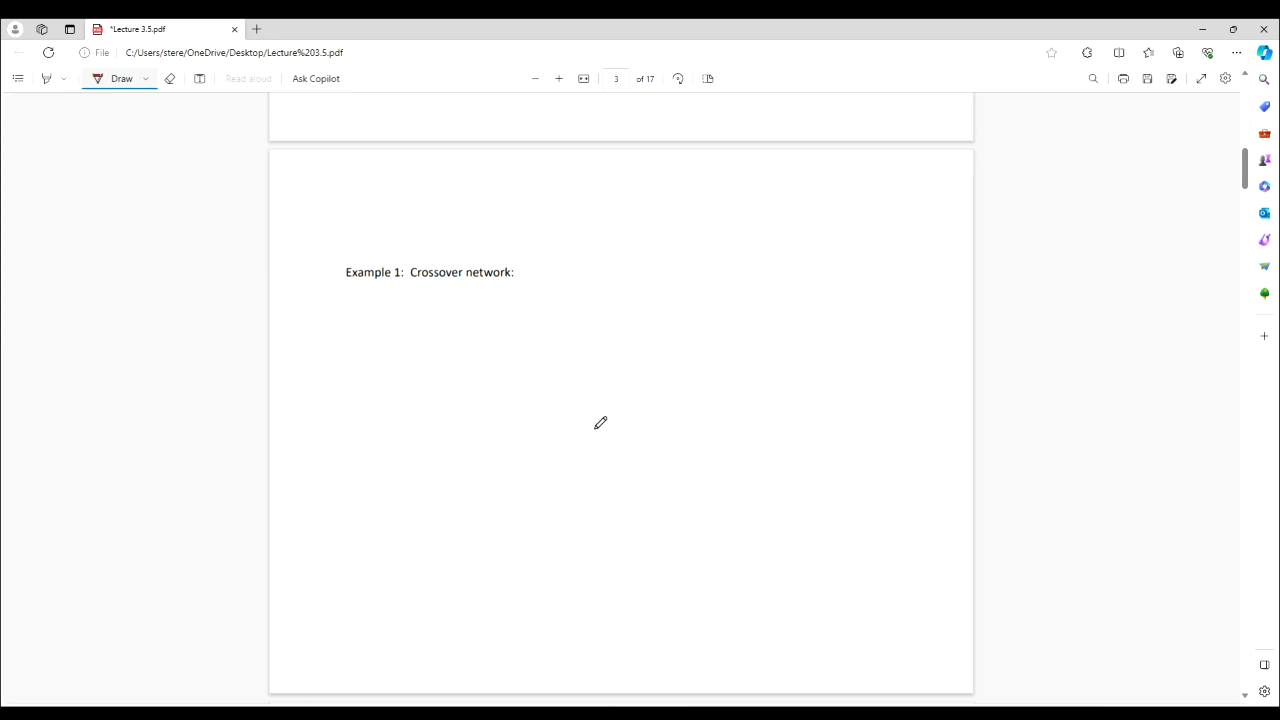 *Lecture 3.5.pdf
File C:/Users/stere/OneDrive/Desktop/Lecture%203.5.pdf
Draw Read aloud Ask Copilot 3 of 17
Example 1: Crossover network: